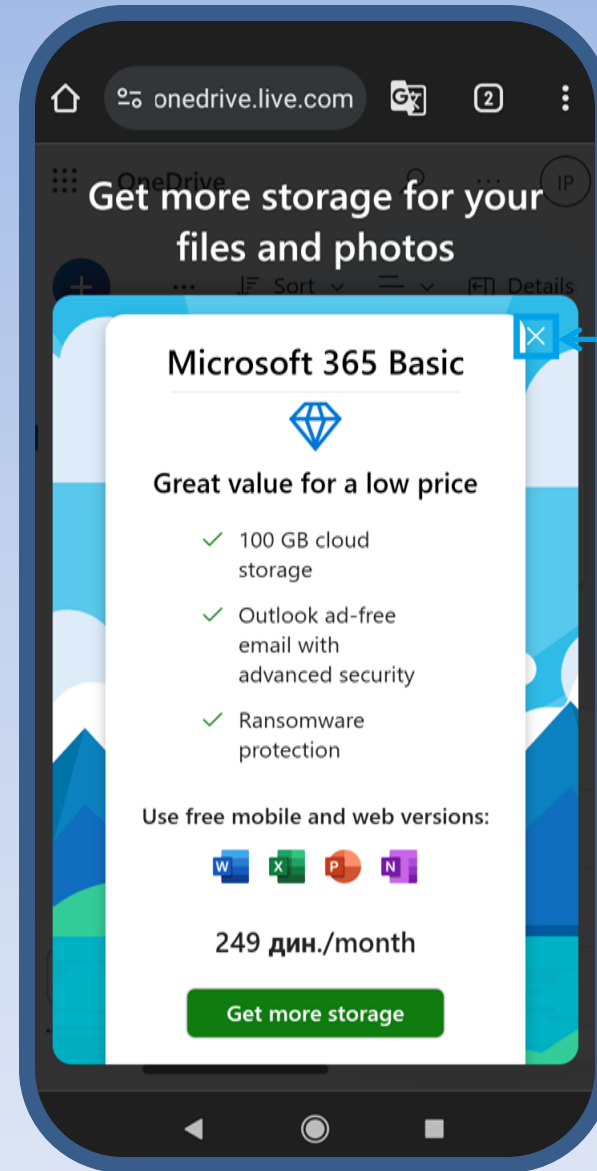 onedrive.live.com
2
OneDrive
IP
Get more storage for your
files and photos
Sort
Details
Microsoft 365 Basic
Great value for a low price
100 GB cloud
storage
Outlook ad-free
email with
advanced security
Ransomware
protection
Use free mobile and web versions:
W X P N
249 дин./month
Get more storage